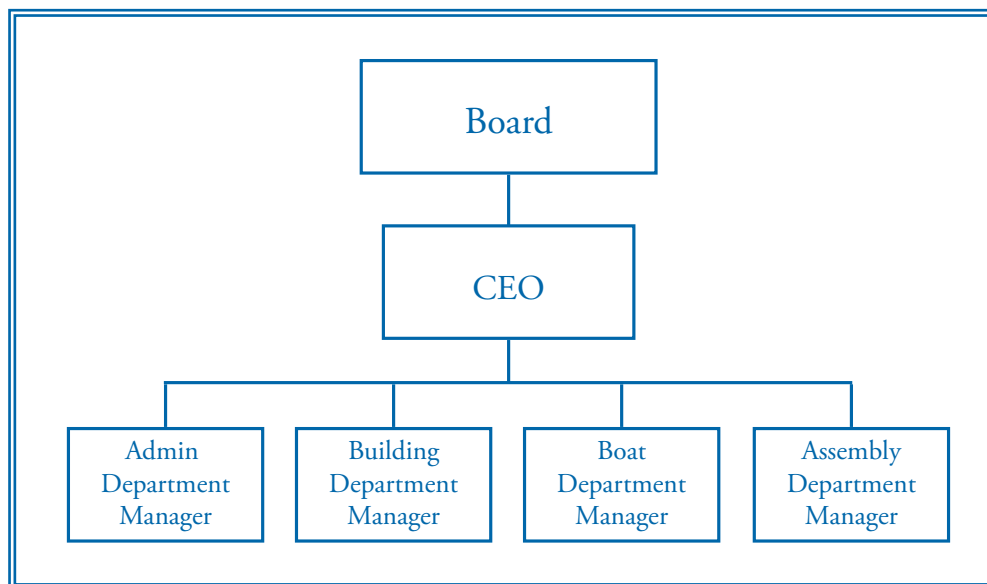 Board
CEO
Admin
Department
Manager
Building
Department
Manager
Boat
Department
Manager
Assembly
Department
Manager